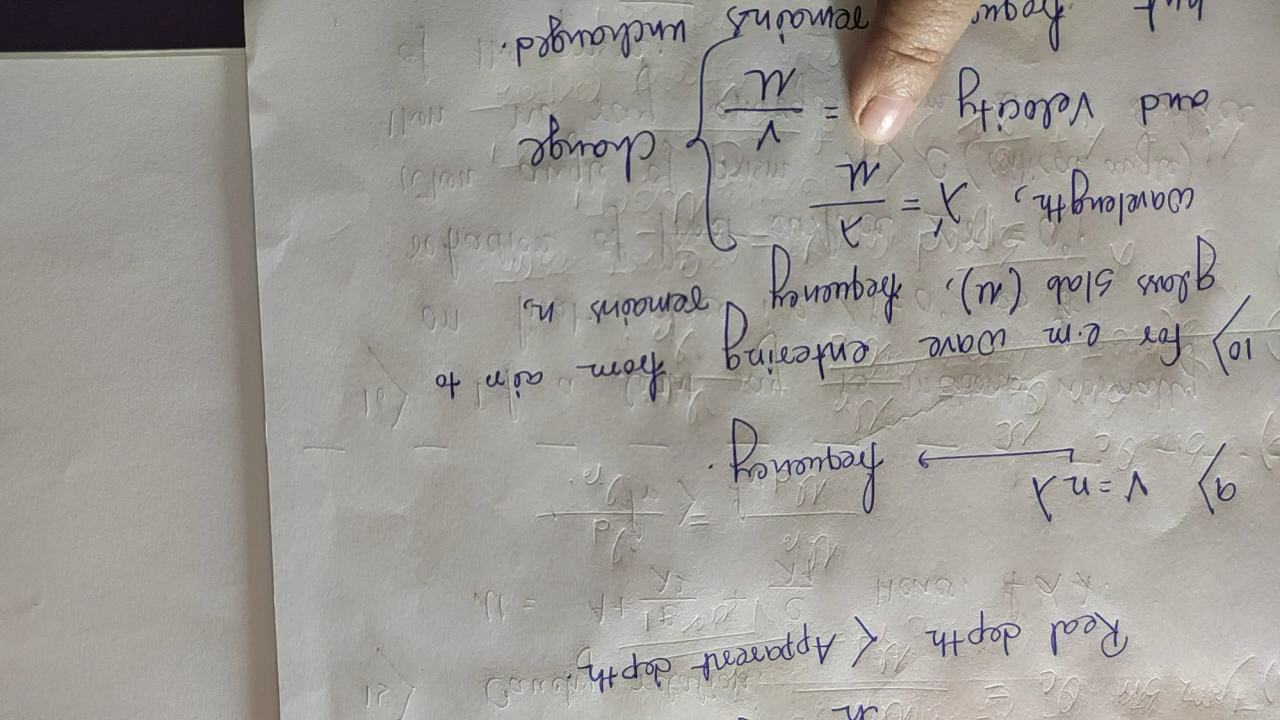 Real depth > Apparent depth.
9> v = nλ
→ frequency.
10> for e.m wave entering from air to
glass slab (μ), frequency remains n,
wavelength, λ' = λ/μ
and velocity = v/μ } change
but remains unchanged.